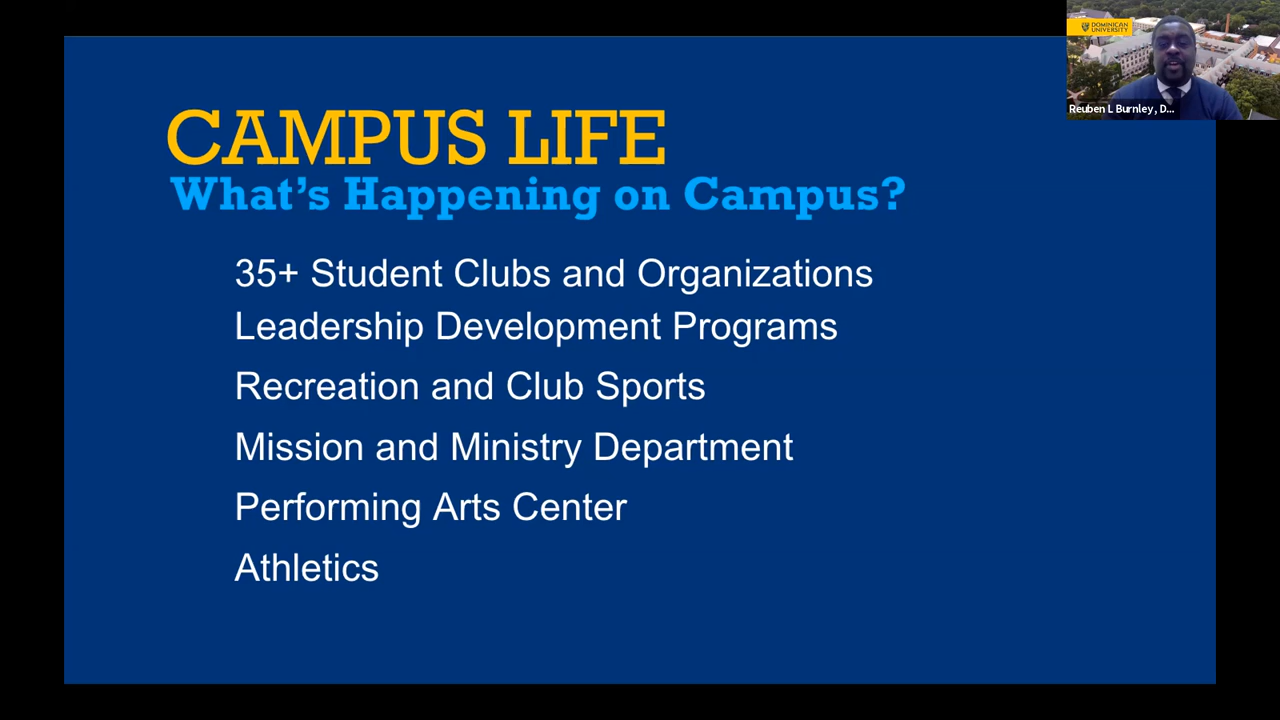 DOMINICAN
UNIVERSITY
Reuben L Burnley, D...
CAMPUS LIFE
What's Happening on Campus?
35+ Student Clubs and Organizations
Leadership Development Programs
Recreation and Club Sports
Mission and Ministry Department
Performing Arts Center
Athletics